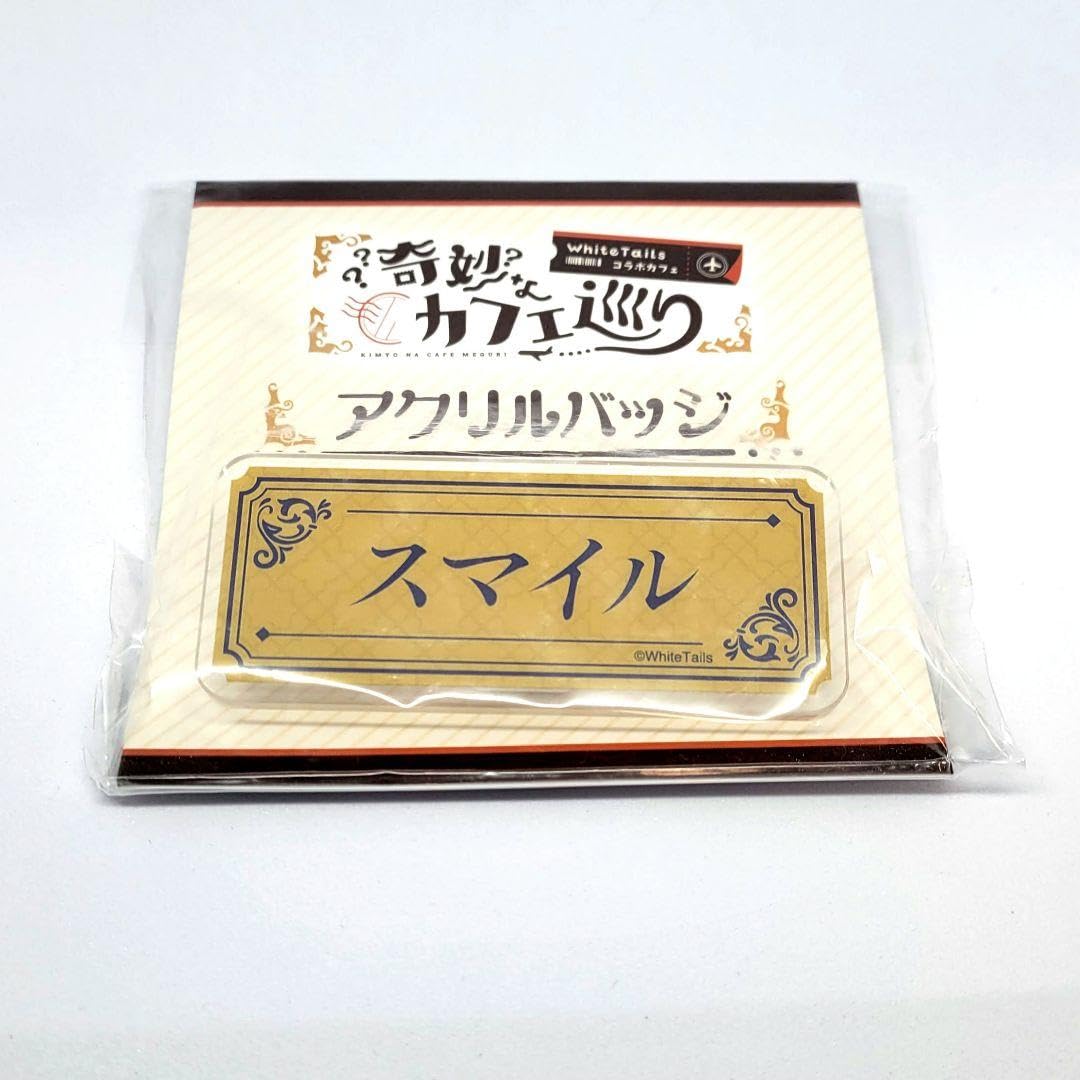 ???奇妙な?
WhiteTails
コラボカフェ
カフェ巡り
KIMYO NA CAFE MEGURI
アクリルバッジ
スマイル
©WhiteTails